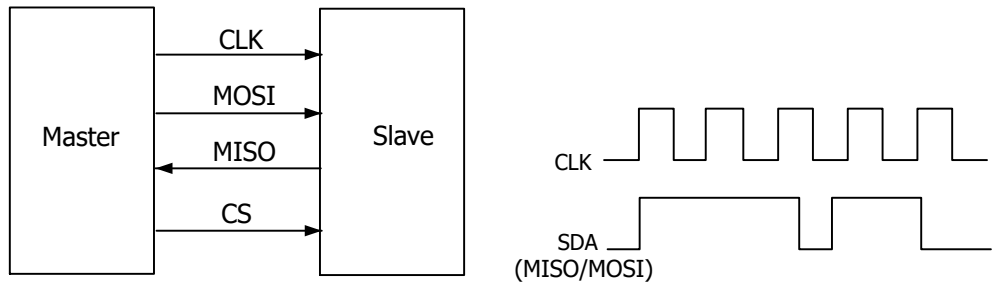 Master
CLK
MOSI
MISO
CS
Slave
CLK
SDA
(MISO/MOSI)